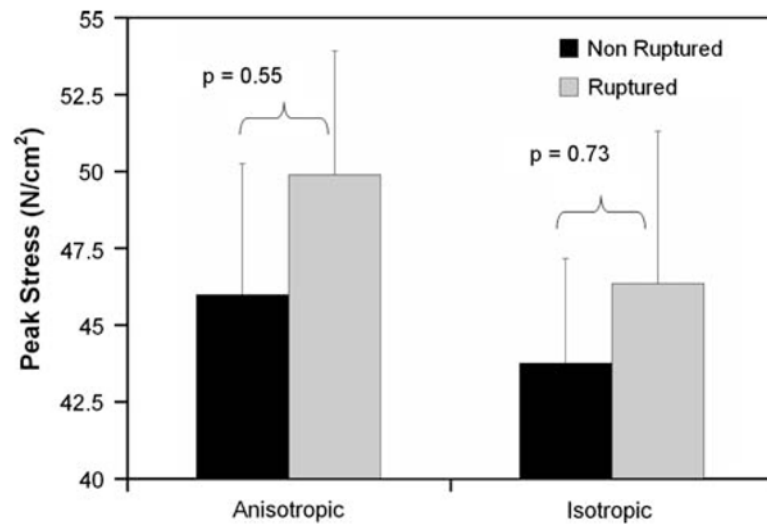 Peak Stress (N/cm²)
55
52.5
50
47.5
45
42.5
40
Non Ruptured
Ruptured
p = 0.55
p = 0.73
Anisotropic
Isotropic